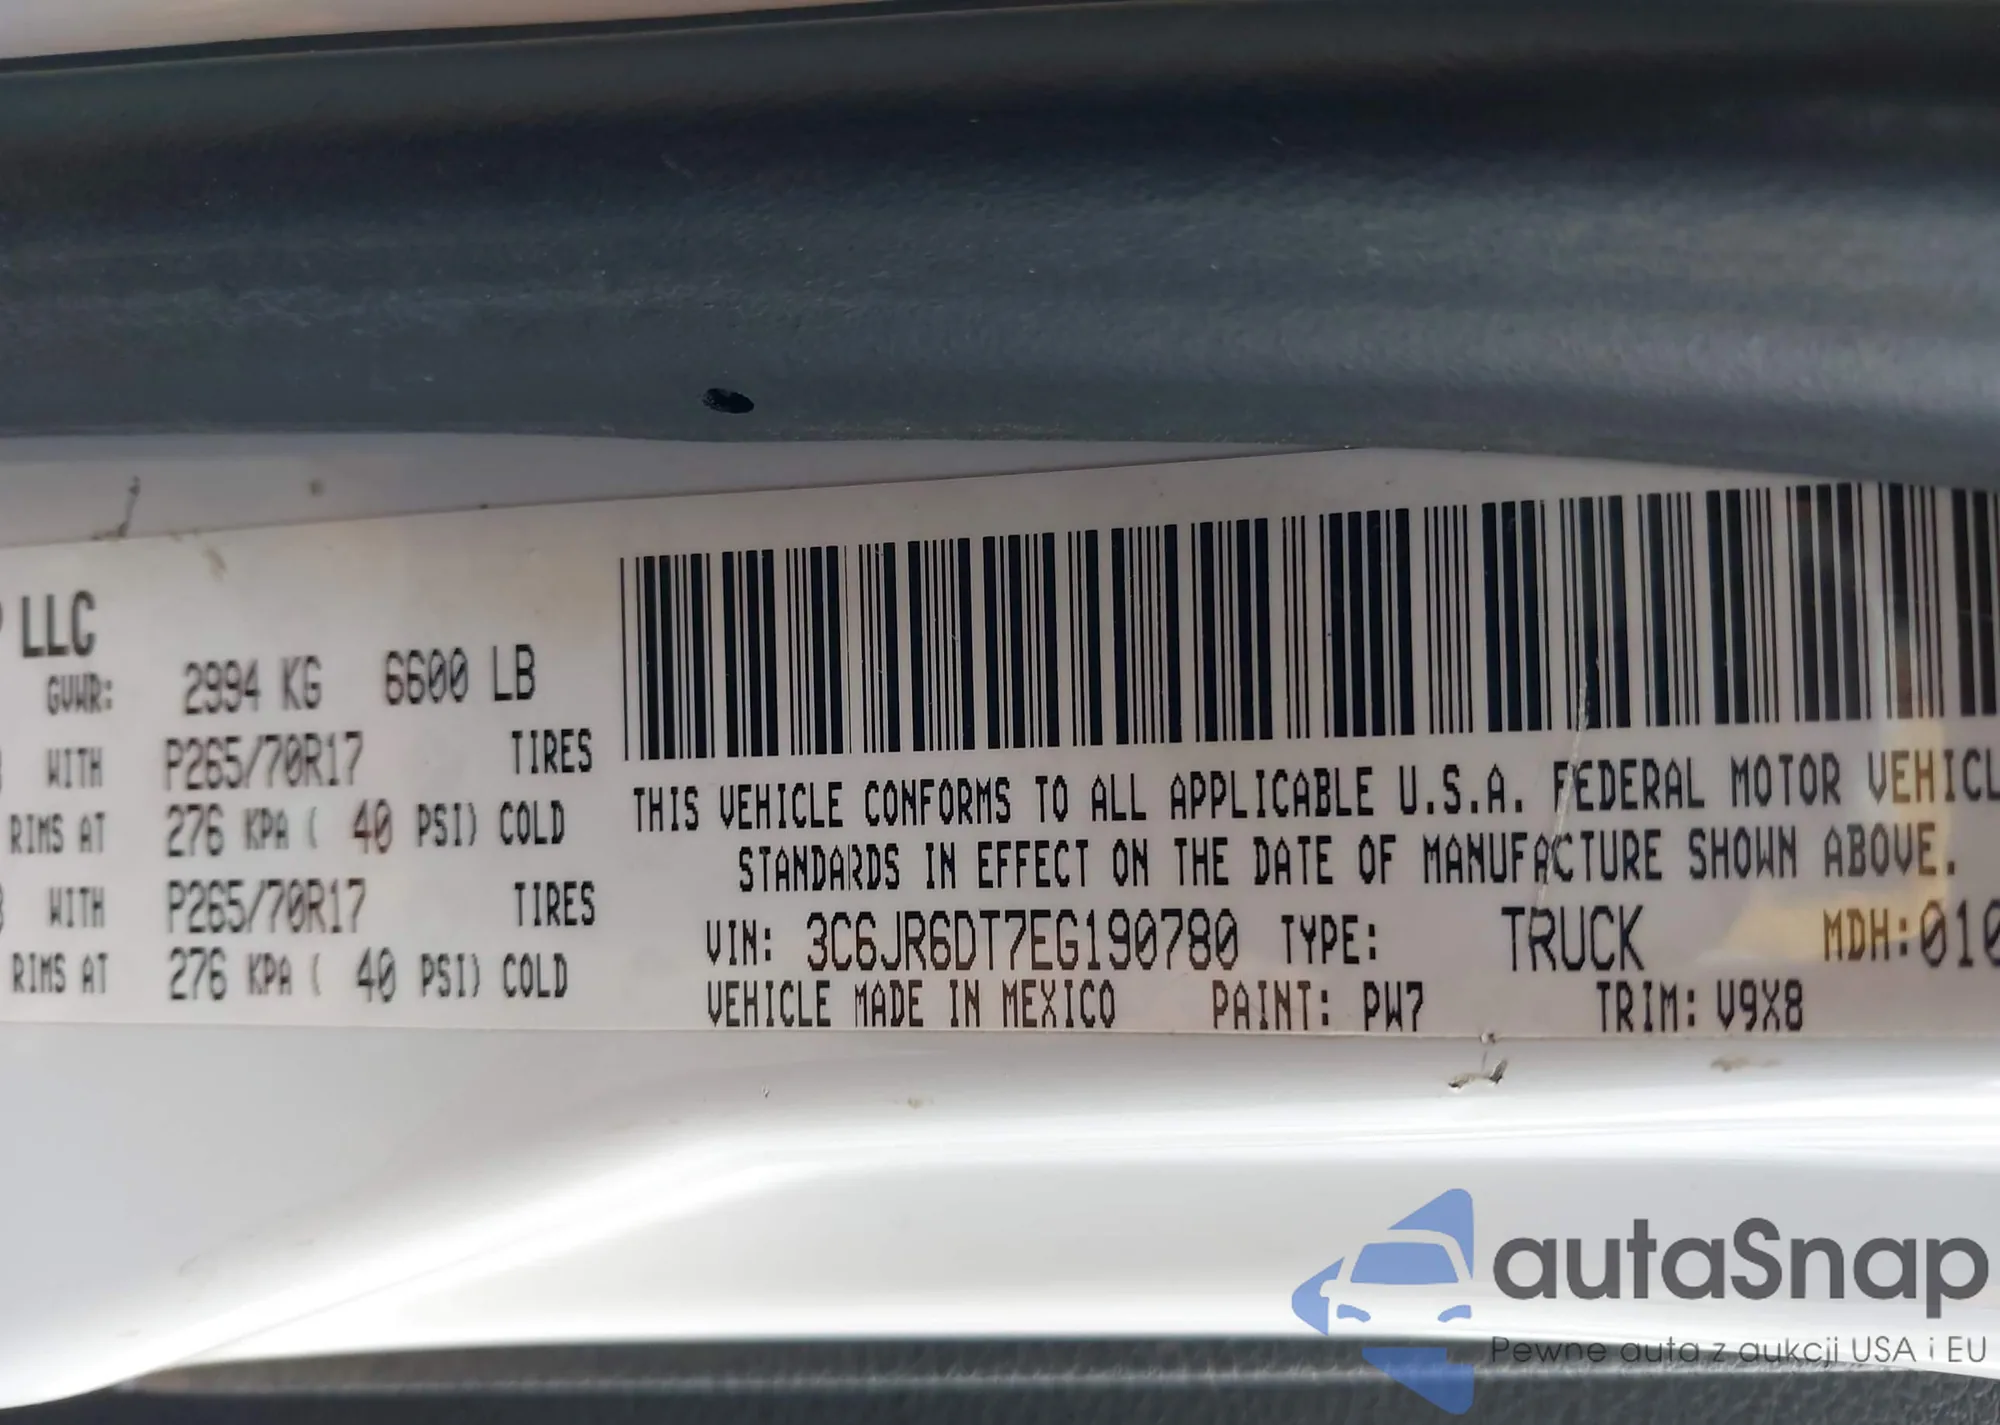 LLC
GVWR: 2994 KG 6600 LB
WITH P265/70R17 TIRES
RIMS AT 276 KPA ( 40 PSI) COLD
WITH P265/70R17 TIRES
RIMS AT 276 KPA ( 40 PSI) COLD
THIS VEHICLE CONFORMS TO ALL APPLICABLE U.S.A. FEDERAL MOTOR VEHICL
STANDARDS IN EFFECT ON THE DATE OF MANUFACTURE SHOWN ABOVE.
VIN: 3C6JR6DT7EG190780 TYPE: TRUCK MDH:010
VEHICLE MADE IN MEXICO PAINT: PW7 TRIM: V9X8
autaSnap
Pewne auta z aukcji USA i EU